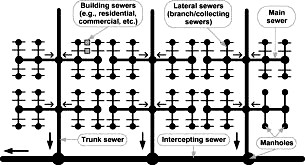 Building sewers
(e.g., residential,
commercial, etc.)
Lateral sewers
(branch/collecting
sewers)
Main
sewer
Trunk sewer
Intercepting sewer
Manholes